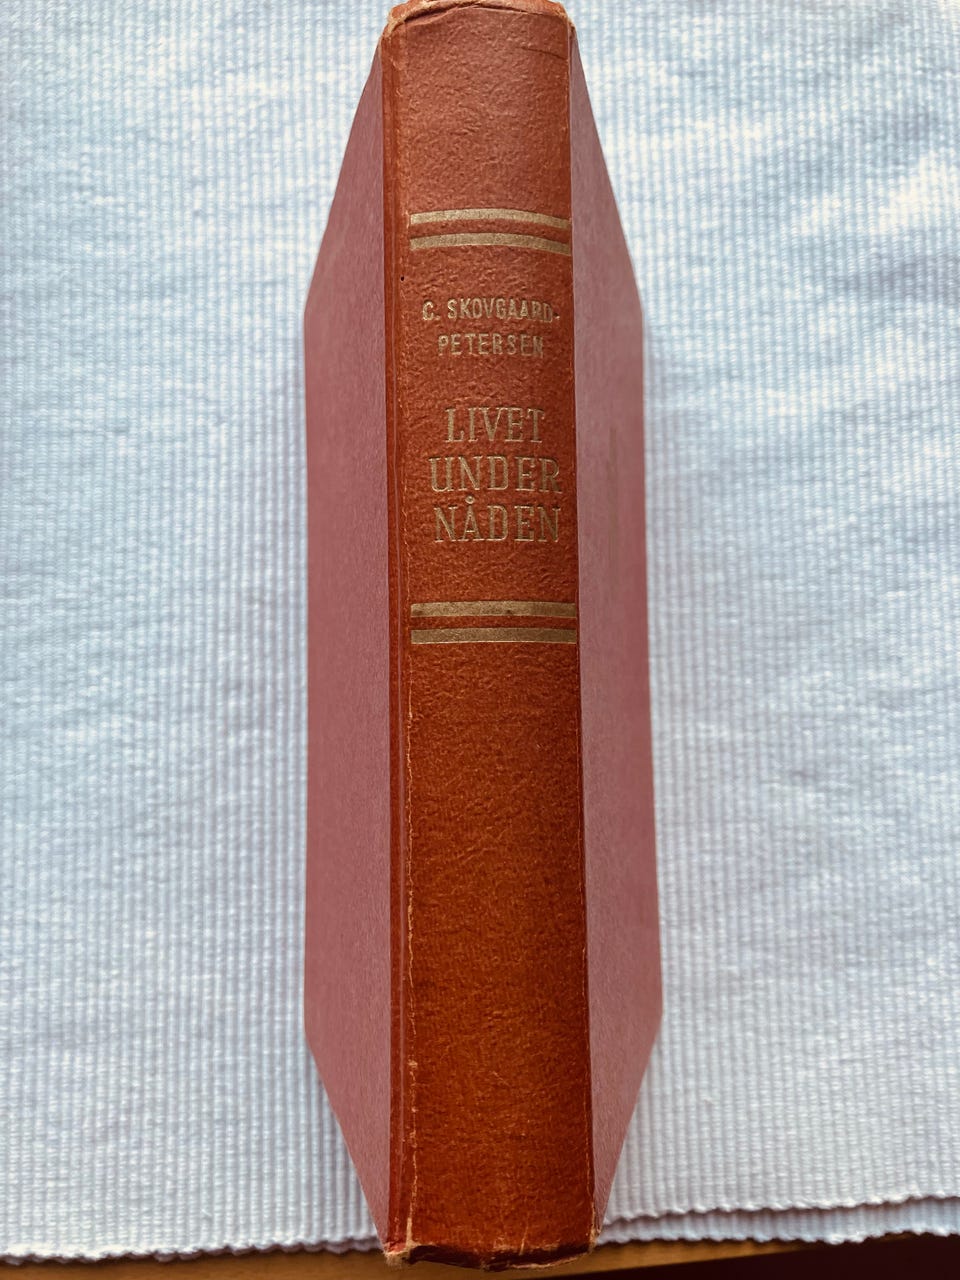 C. SKOVGAARD-
PETERSEN
LIVET
UNDER
NÅDEN